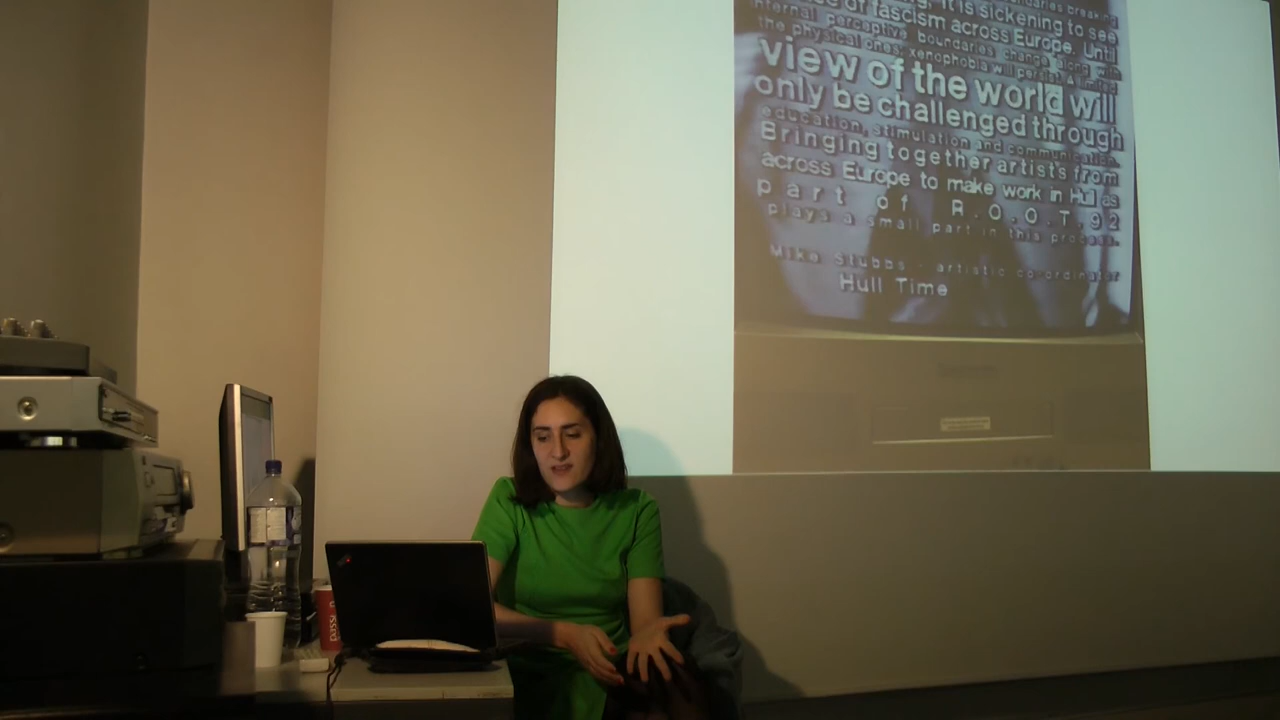 ing, it is sickening to see
of fascism across Europe. Until
internal perceptive boundaries change along with
the physical ones, xenophobia will persist. A limited
view of the world will
only be challenged through
education, stimulation and communication.
Bringing together artist's from
across Europe to make work in Hull as
part of R.O.O.T. 92
plays a small part in this process.
Mike Stubbs - artistic co-ordinator
Hull Time